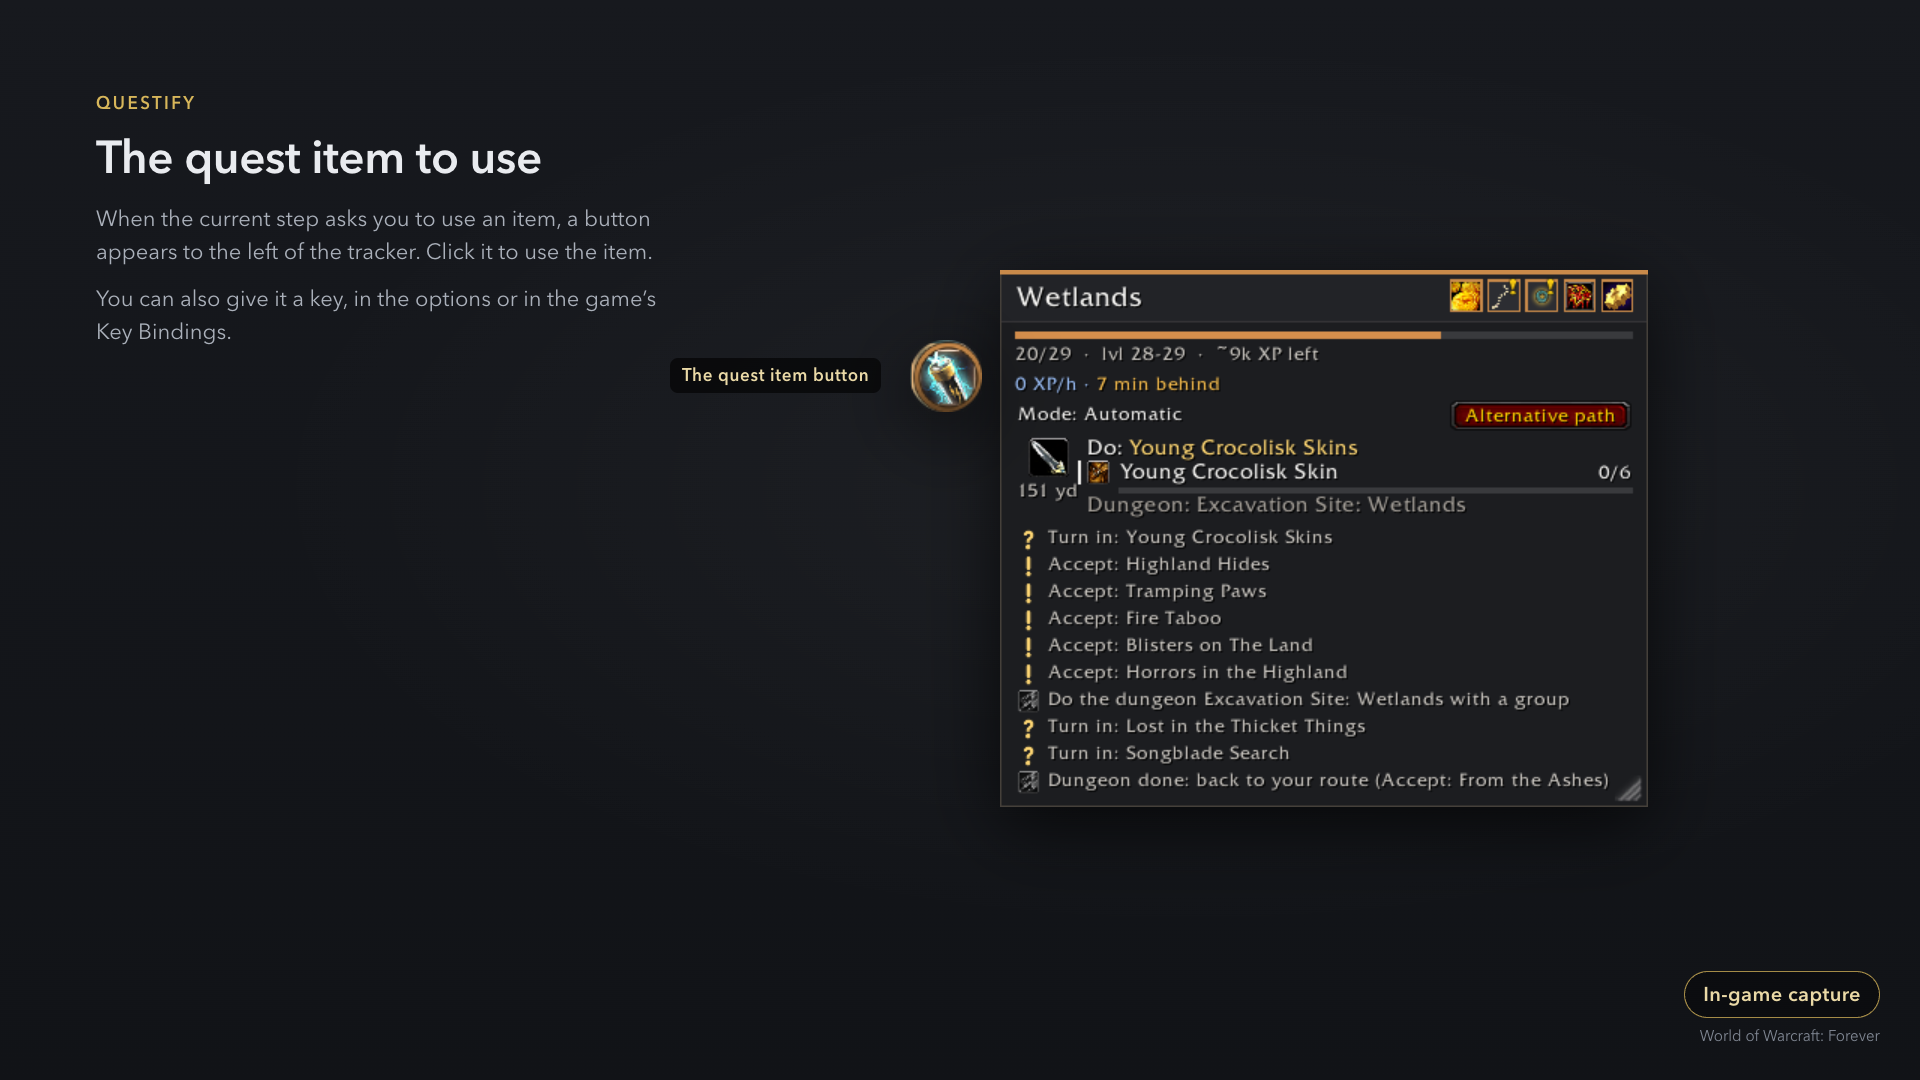 QUESTIFY
The quest item to use
When the current step asks you to use an item, a button
appears to the left of the tracker. Click it to use the item.
You can also give it a key, in the options or in the game’s
Key Bindings.
The quest item button
Wetlands
20/29 · lvl 28-29 · ~9k XP left
0 XP/h · 7 min behind
Mode: Automatic
Alternative path
Do: Young Crocolisk Skins
Young Crocolisk Skin 0/6
151 yd
Dungeon: Excavation Site: Wetlands
? Turn in: Young Crocolisk Skins
! Accept: Highland Hides
! Accept: Tramping Paws
! Accept: Fire Taboo
! Accept: Blisters on The Land
! Accept: Horrors in the Highland
Do the dungeon Excavation Site: Wetlands with a group
? Turn in: Lost in the Thicket Things
? Turn in: Songblade Search
Dungeon done: back to your route (Accept: From the Ashes)
In-game capture
World of Warcraft: Forever